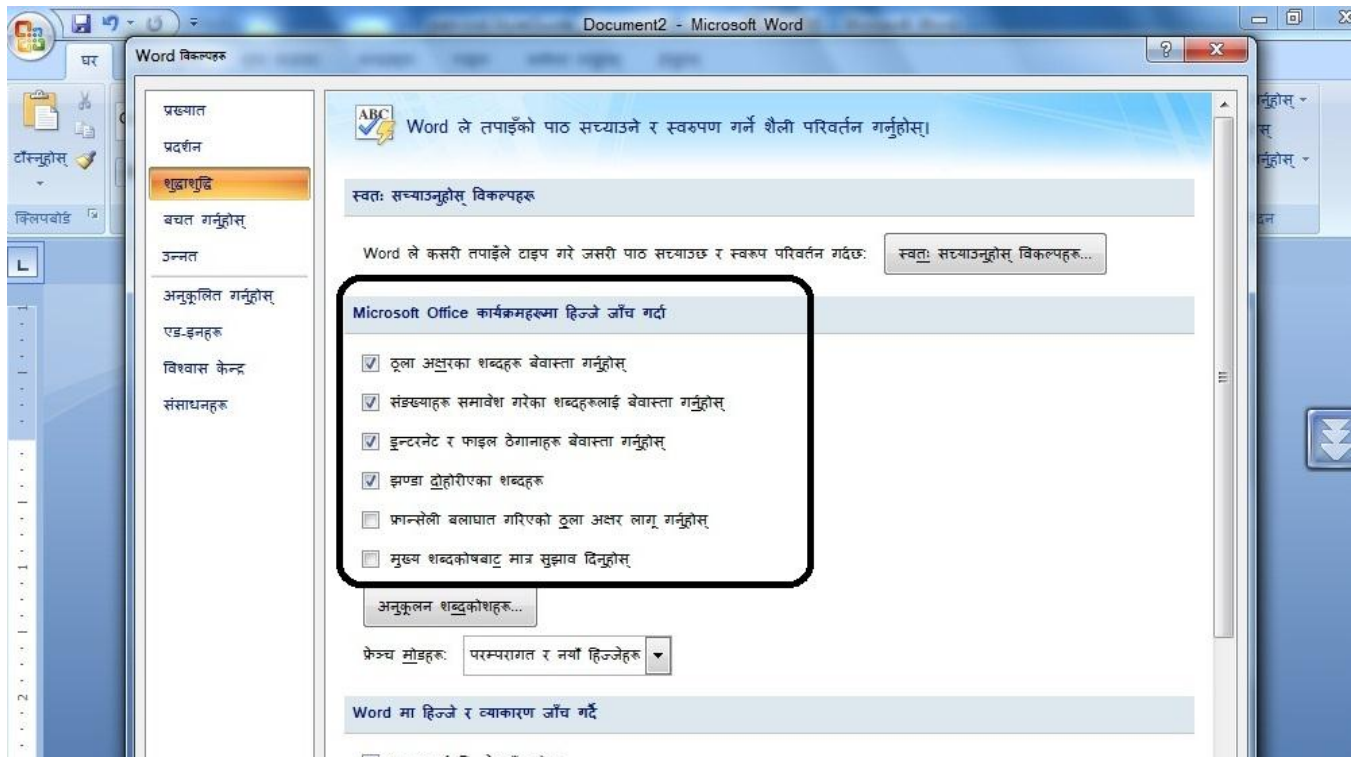 Document2 - Microsoft Word
घर
Word विकल्पहरू
टाँस्नुहोस्
क्लिपबोर्ड
प्रख्यात
प्रदर्शन
शुद्धाशुद्धि
बचत गर्नुहोस्
उन्नत
अनुकूलित गर्नुहोस्
एड-इनहरू
विश्वास केन्द्र
संसाधनहरू
ABC
Word ले तपाइँको पाठ सच्याउने र स्वरुपण गर्ने शैली परिवर्तन गर्नुहोस्।
स्वतः सच्याउनुहोस् विकल्पहरू
Word ले कसरी तपाइँले टाइप गरे जसरी पाठ सच्याउछ र स्वरूप परिवर्तन गर्दछ: स्वतः सच्याउनुहोस् विकल्पहरू...
Microsoft Office कार्यक्रमहरूमा हिज्जे जाँच गर्दा
ठूला अक्षरका शब्दहरू बेवास्ता गर्नुहोस्
संङख्याहरू समावेश गरेका शब्दहरूलाई बेवास्ता गर्नुहोस्
इन्टरनेट र फाइल ठेगानाहरू बेवास्ता गर्नुहोस्
झण्डा दोहोरीएका शब्दहरू
फ्रान्सेली बलाघात गरिएको ठूला अक्षर लागू गर्नुहोस्
मुख्य शब्दकोषबाट मात्र सुझाव दिनुहोस्
अनुकूलन शब्दकोशहरू...
फ्रेञ्च मोडहरू: परम्परागत र नयाँ हिज्जेहरू
Word मा हिज्जे र व्याकारण जाँच गर्दै